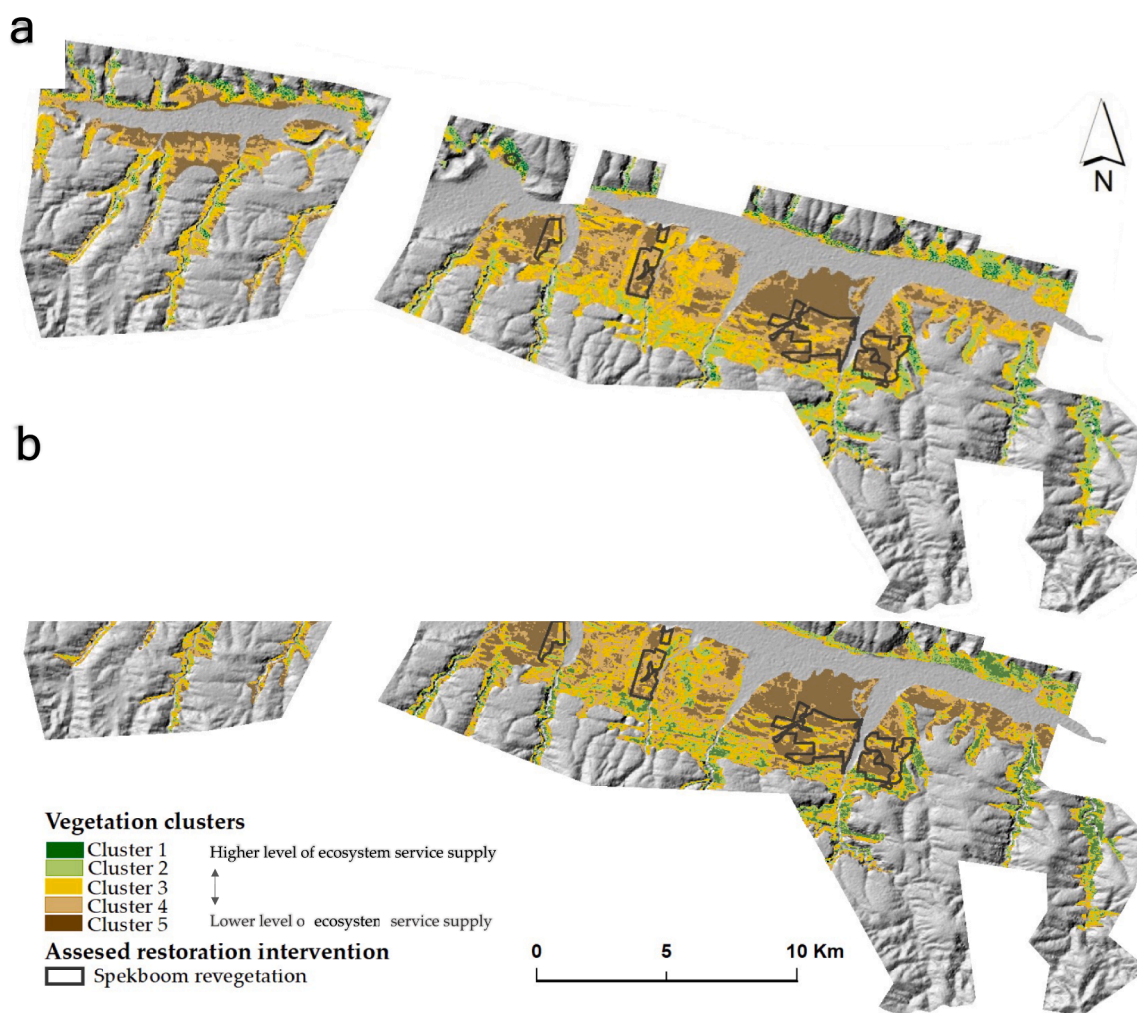 a
N
b
Vegetation clusters
Cluster 1 Higher level of ecosystem service supply
Cluster 2
Cluster 3
Cluster 4
Cluster 5 Lower level o ecosysten service supply
Assesed restoration intervention
Spekboom revegetation
0 5 10 Km